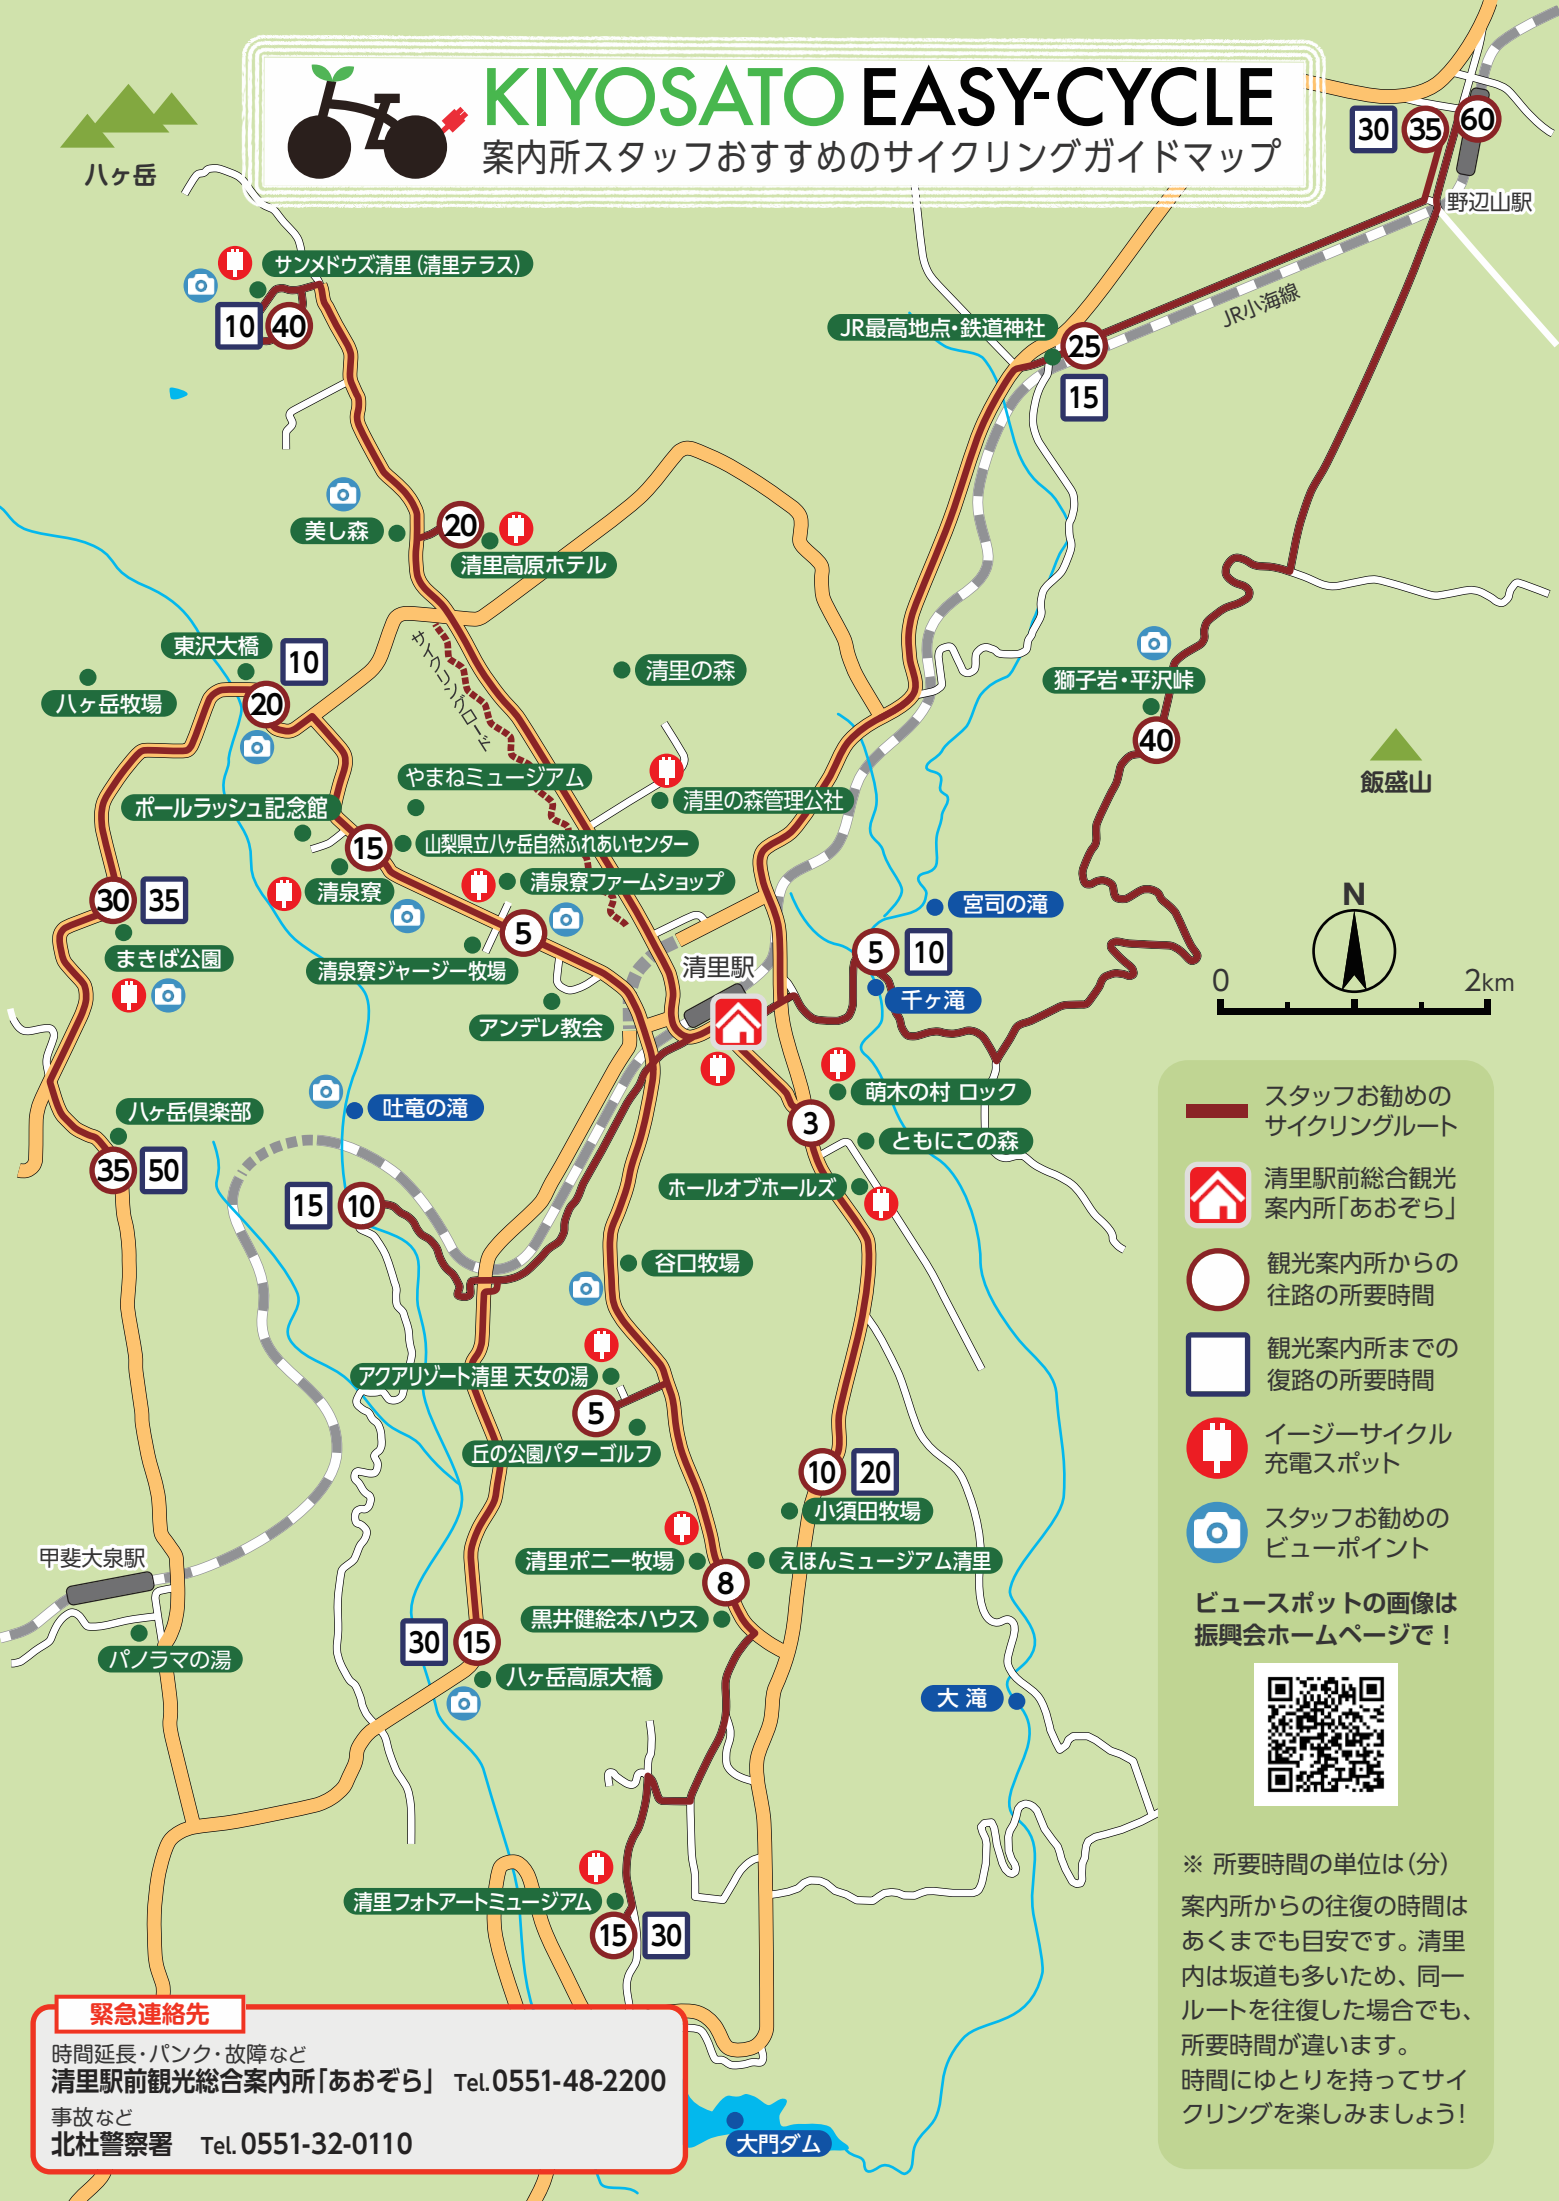 KIYOSATO EASY-CYCLE
案内所スタッフおすすめのサイクリングガイドマップ
八ヶ岳
30
35
60
野辺山駅
サンメドウズ清里（清里テラス）
10
40
JR小海線
JR最高地点・鉄道神社
25
15
美し森
20
清里高原ホテル
東沢大橋
10
サイクリングロード
清里の森
八ヶ岳牧場
20
獅子岩・平沢峠
40
飯盛山
やまねミュージアム
ポールラッシュ記念館
清里の森管理公社
15
山梨県立八ヶ岳自然ふれあいセンター
清泉寮
清泉寮ファームショップ
30
35
宮司の滝
N
5
まきば公園
清泉寮ジャージー牧場
清里駅
5
10
0
2km
千ヶ滝
アンデレ教会
八ヶ岳倶楽部
吐竜の滝
萌木の村 ロック
3
ともにこの森
35
50
ホールオブホールズ
15
10
谷口牧場
アクアリゾート清里 天女の湯
5
丘の公園パターゴルフ
10
20
小須田牧場
甲斐大泉駅
清里ポニー牧場
えほんミュージアム清里
8
黒井健絵本ハウス
30
15
パノラマの湯
八ヶ岳高原大橋
大 滝
清里フォトアートミュージアム
15
30
大門ダム
スタッフお勧めの
サイクリングルート
清里駅前総合観光
案内所「あおぞら」
観光案内所からの
往路の所要時間
観光案内所までの
復路の所要時間
イージーサイクル
充電スポット
スタッフお勧めの
ビューポイント
ビュースポットの画像は
振興会ホームページで！
※ 所要時間の単位は（分）
案内所からの往復の時間は
あくまでも目安です。清里
内は坂道も多いため、同一
ルートを往復した場合でも、
所要時間が違います。
時間にゆとりを持ってサイ
クリングを楽しみましょう！
緊急連絡先
時間延長・パンク・故障など
清里駅前観光総合案内所「あおぞら」 Tel.0551-48-2200
事故など
北杜警察署 Tel.0551-32-0110